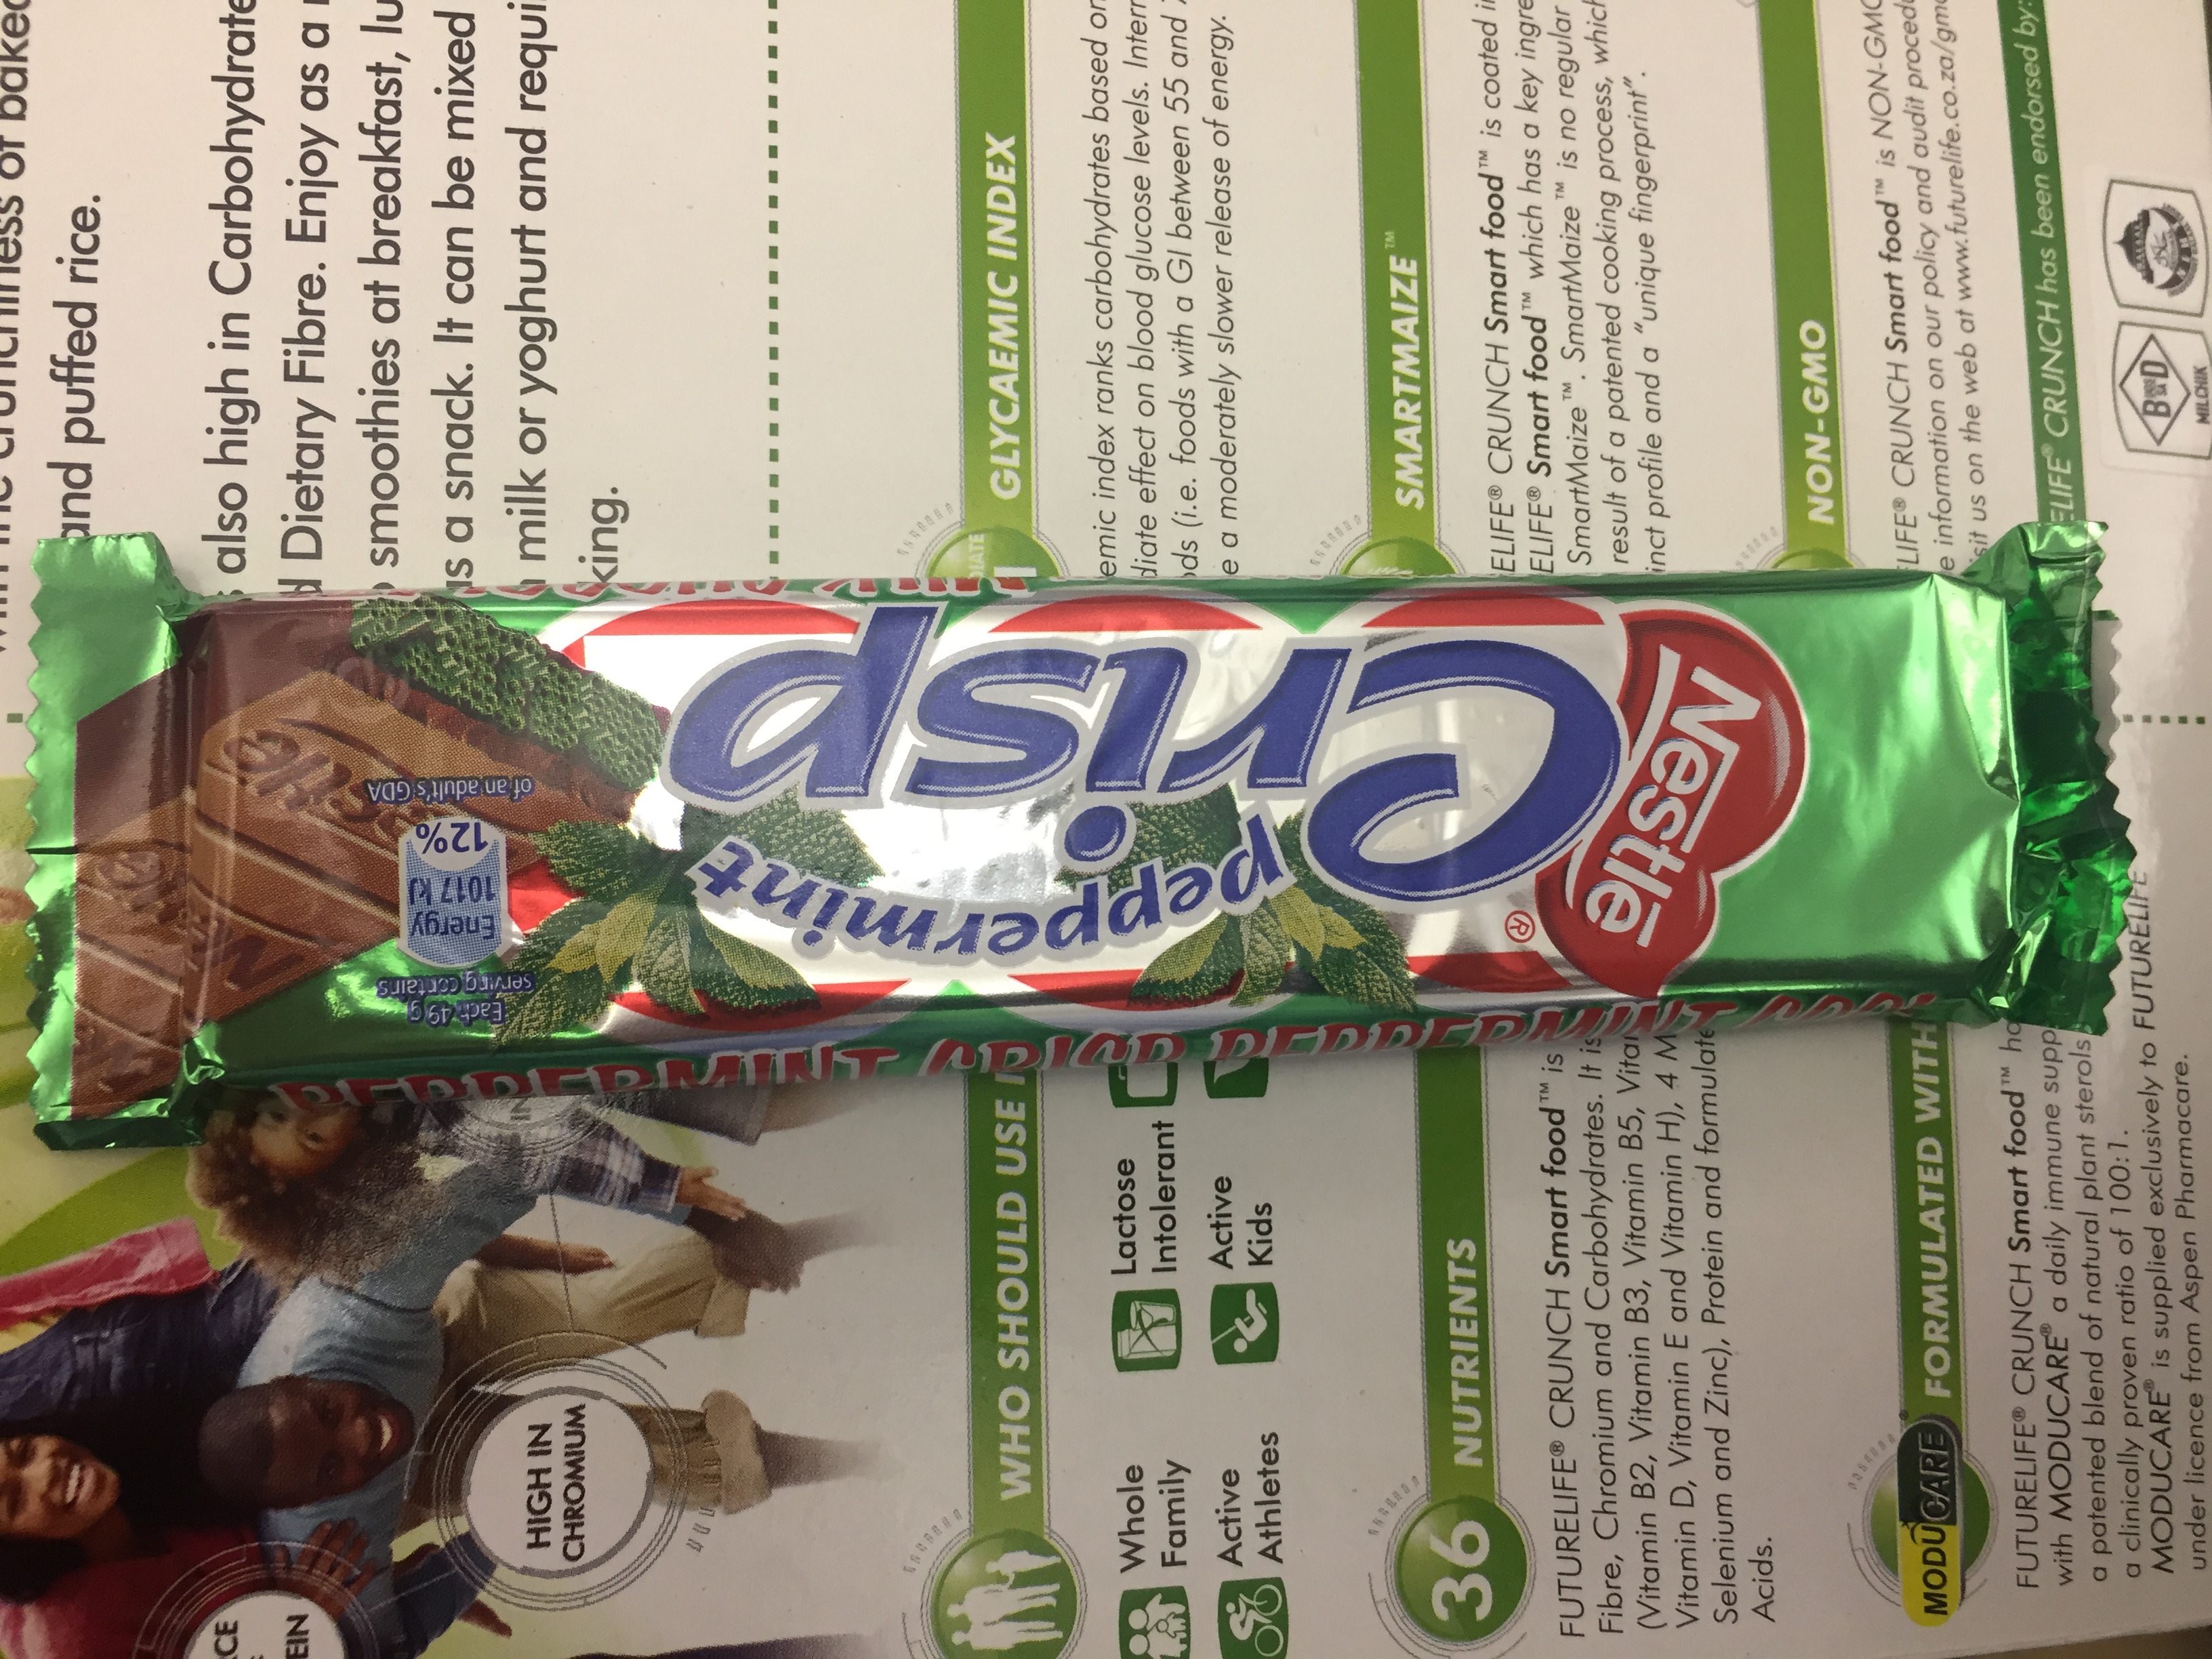 with the crunchiness of baked
and puffed rice.
also high in Carbohydrate
Dietary Fibre. Enjoy as a
smoothies at breakfast, lu
as a snack. It can be mixed
milk or yoghurt and requi
king.
HIGH IN
CHROMIUM
Each 49 g
serving contains
Energy
1017 kJ
12%
of an adult's GDA
Nestlé
peppermint
Crisp
Nestlé
®
WHO SHOULD USE I
Whole
Family
Lactose
Intolerant
Active
Athletes
Active
Kids
36 NUTRIENTS
FUTURELIFE® CRUNCH Smart food™ is
Fibre, Chromium and Carbohydrates. It is
(Vitamin B2, Vitamin B3, Vitamin B5, Vita
Vitamin D, Vitamin E and Vitamin H), 4 M
Selenium and Zinc), Protein and formulate
Acids.
MODUCARE® FORMULATED WITH
FUTURELIFE® CRUNCH Smart food™ ha
with MODUCARE® a daily immune supp
a patented blend of natural plant sterols
a clinically proven ratio of 100:1.
MODUCARE® is supplied exclusively to FUTURELIFE
under licence from Aspen Pharmacare.
GLYCAEMIC INDEX
emic index ranks carbohydrates based on
diate effect on blood glucose levels. Interm
ods (i.e. foods with a GI between 55 and
e a moderately slower release of energy.
SMARTMAIZE™
ELIFE® CRUNCH Smart food™ is coated i
ELIFE® Smart food™ which has a key ingre
SmartMaize™. SmartMaize™ is no regular
result of a patented cooking process, which
inct profile and a "unique fingerprint".
NON-GMO
LIFE® CRUNCH Smart food™ is NON-GMO
e information on our policy and audit procedu
sit us on the web at www.futurelife.co.za/gmo
ELIFE® CRUNCH has been endorsed by:
MILCHIK